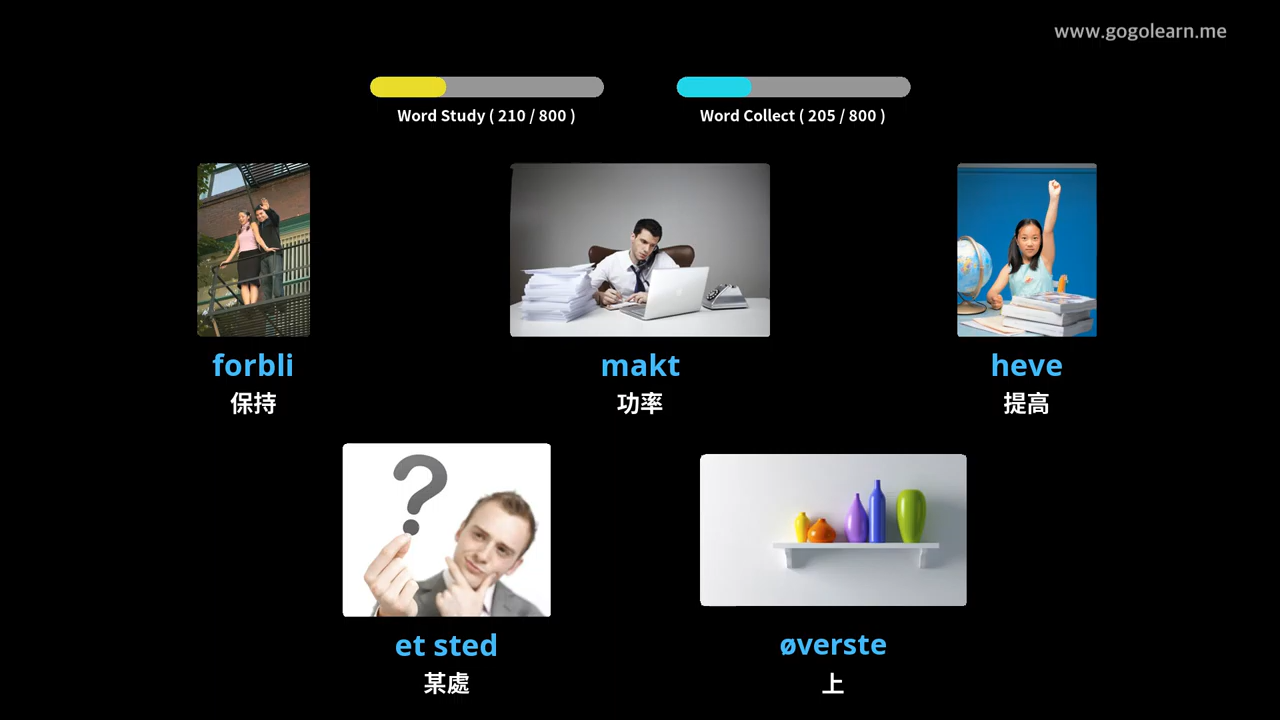 www.gogolearn.me
Word Study ( 210 / 800 )
Word Collect ( 205 / 800 )
forbli
保持
makt
功率
heve
提高
et sted
某處
øverste
上